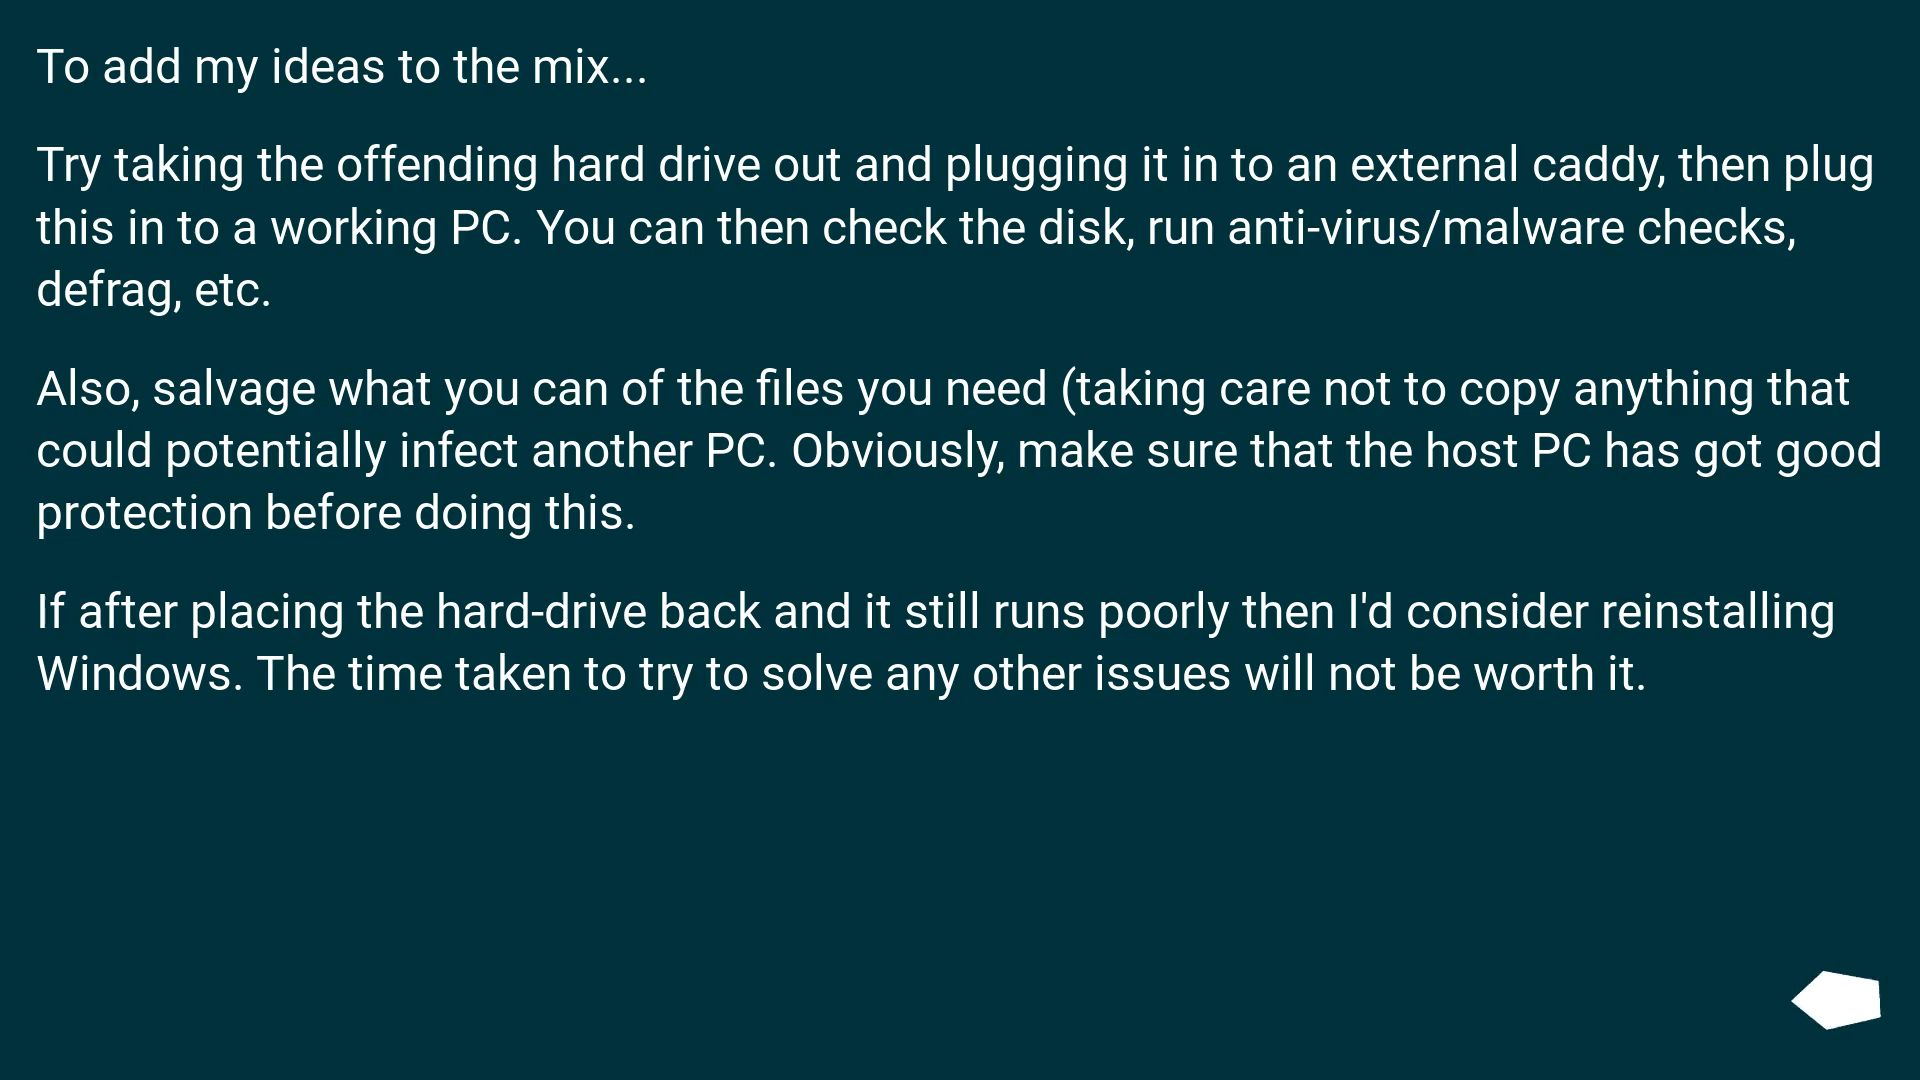 To add my ideas to the mix...
Try taking the offending hard drive out and plugging it in to an external caddy, then plug
this in to a working PC. You can then check the disk, run anti-virus/malware checks,
defrag, etc.
Also, salvage what you can of the files you need (taking care not to copy anything that
could potentially infect another PC. Obviously, make sure that the host PC has got good
protection before doing this.
If after placing the hard-drive back and it still runs poorly then I'd consider reinstalling
Windows. The time taken to try to solve any other issues will not be worth it.